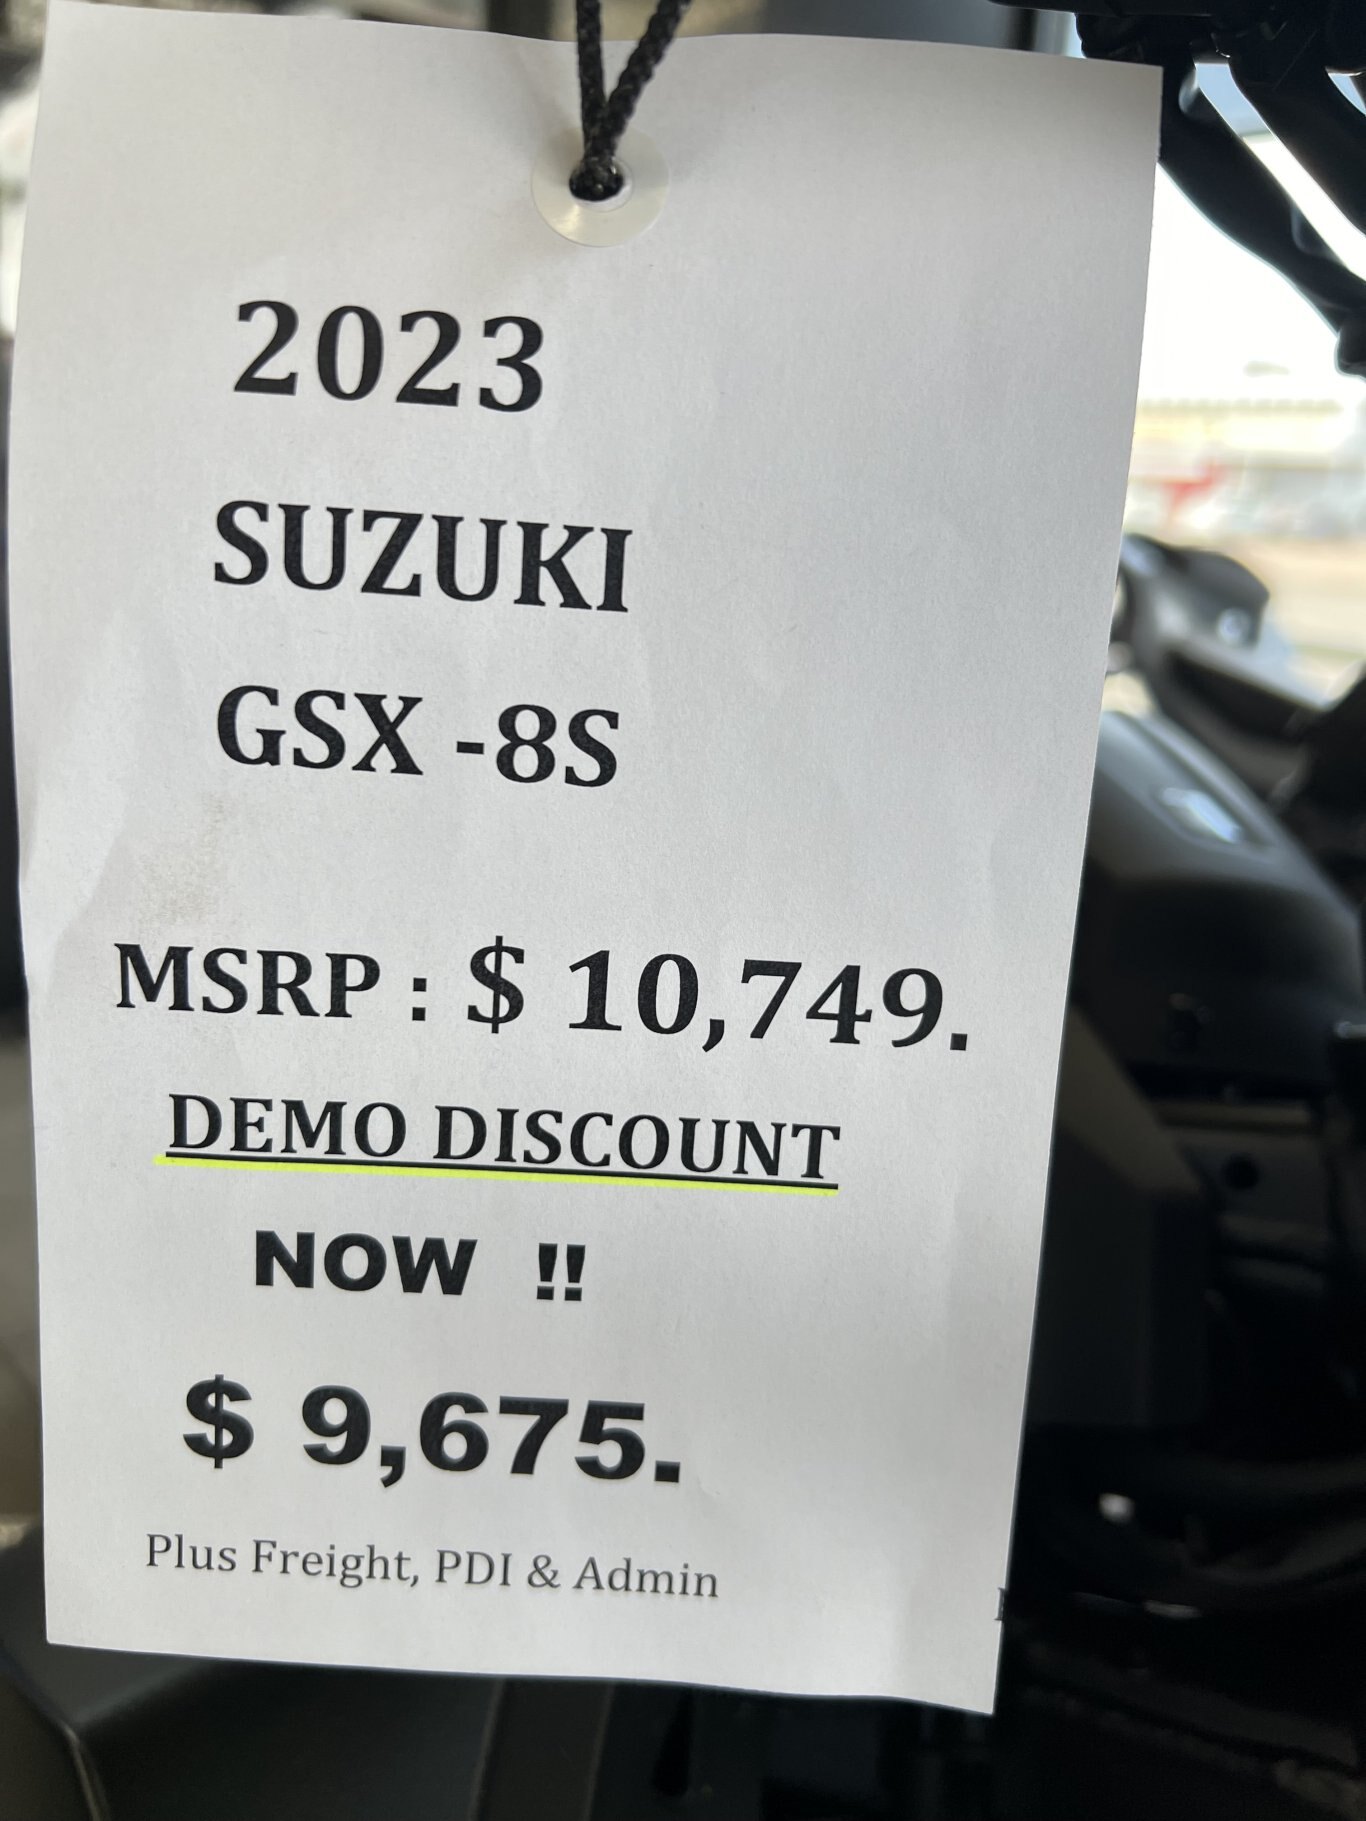 2023
SUZUKI
GSX -8S
MSRP : $ 10,749.
DEMO DISCOUNT
NOW !!
$ 9,675.
Plus Freight, PDI & Admin